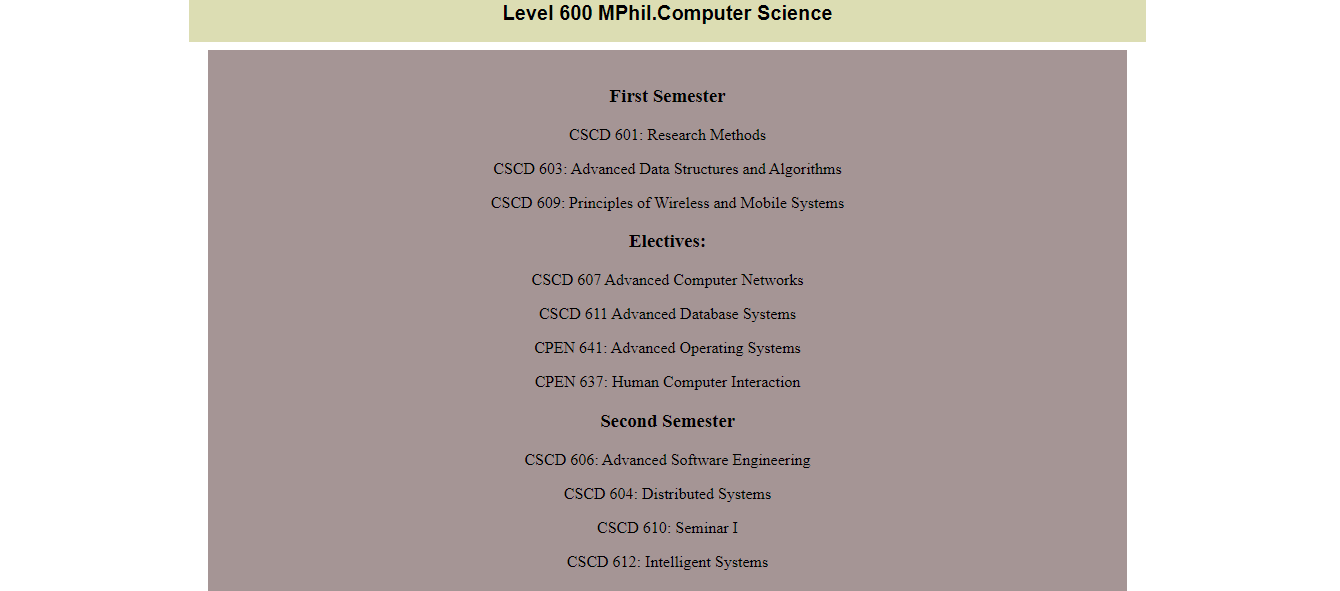 Level 600 MPhil.Computer Science
First Semester
CSCD 601: Research Methods
CSCD 603: Advanced Data Structures and Algorithms
CSCD 609: Principles of Wireless and Mobile Systems
Electives:
CSCD 607 Advanced Computer Networks
CSCD 611 Advanced Database Systems
CPEN 641: Advanced Operating Systems
CPEN 637: Human Computer Interaction
Second Semester
CSCD 606: Advanced Software Engineering
CSCD 604: Distributed Systems
CSCD 610: Seminar I
CSCD 612: Intelligent Systems